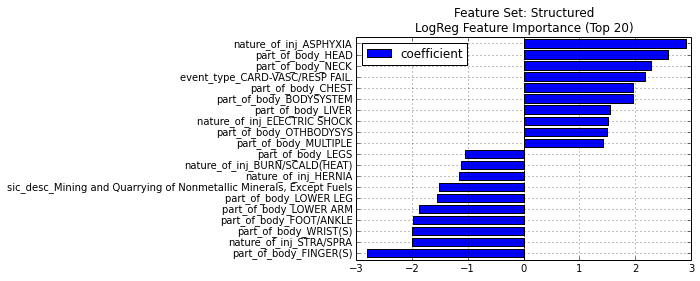 Feature Set: Structured
LogReg Feature Importance (Top 20)
coefficient
nature_of_inj_ASPHYXIA
part_of_body_HEAD
part_of_body_NECK
event_type_CARD-VASC/RESP FAIL.
part_of_body_CHEST
part_of_body_BODYSYSTEM
part_of_body_LIVER
nature_of_inj_ELECTRIC SHOCK
part_of_body_OTHBODYSYS
part_of_body_MULTIPLE
part_of_body_LEGS
nature_of_inj_BURN/SCALD(HEAT)
nature_of_inj_HERNIA
sic_desc_Mining and Quarrying of Nonmetallic Minerals, Except Fuels
part_of_body_LOWER LEG
part_of_body_LOWER ARM
part_of_body_FOOT/ANKLE
part_of_body_WRIST(S)
nature_of_inj_STRA/SPRA
part_of_body_FINGER(S)
−3 −2 −1 0 1 2 3